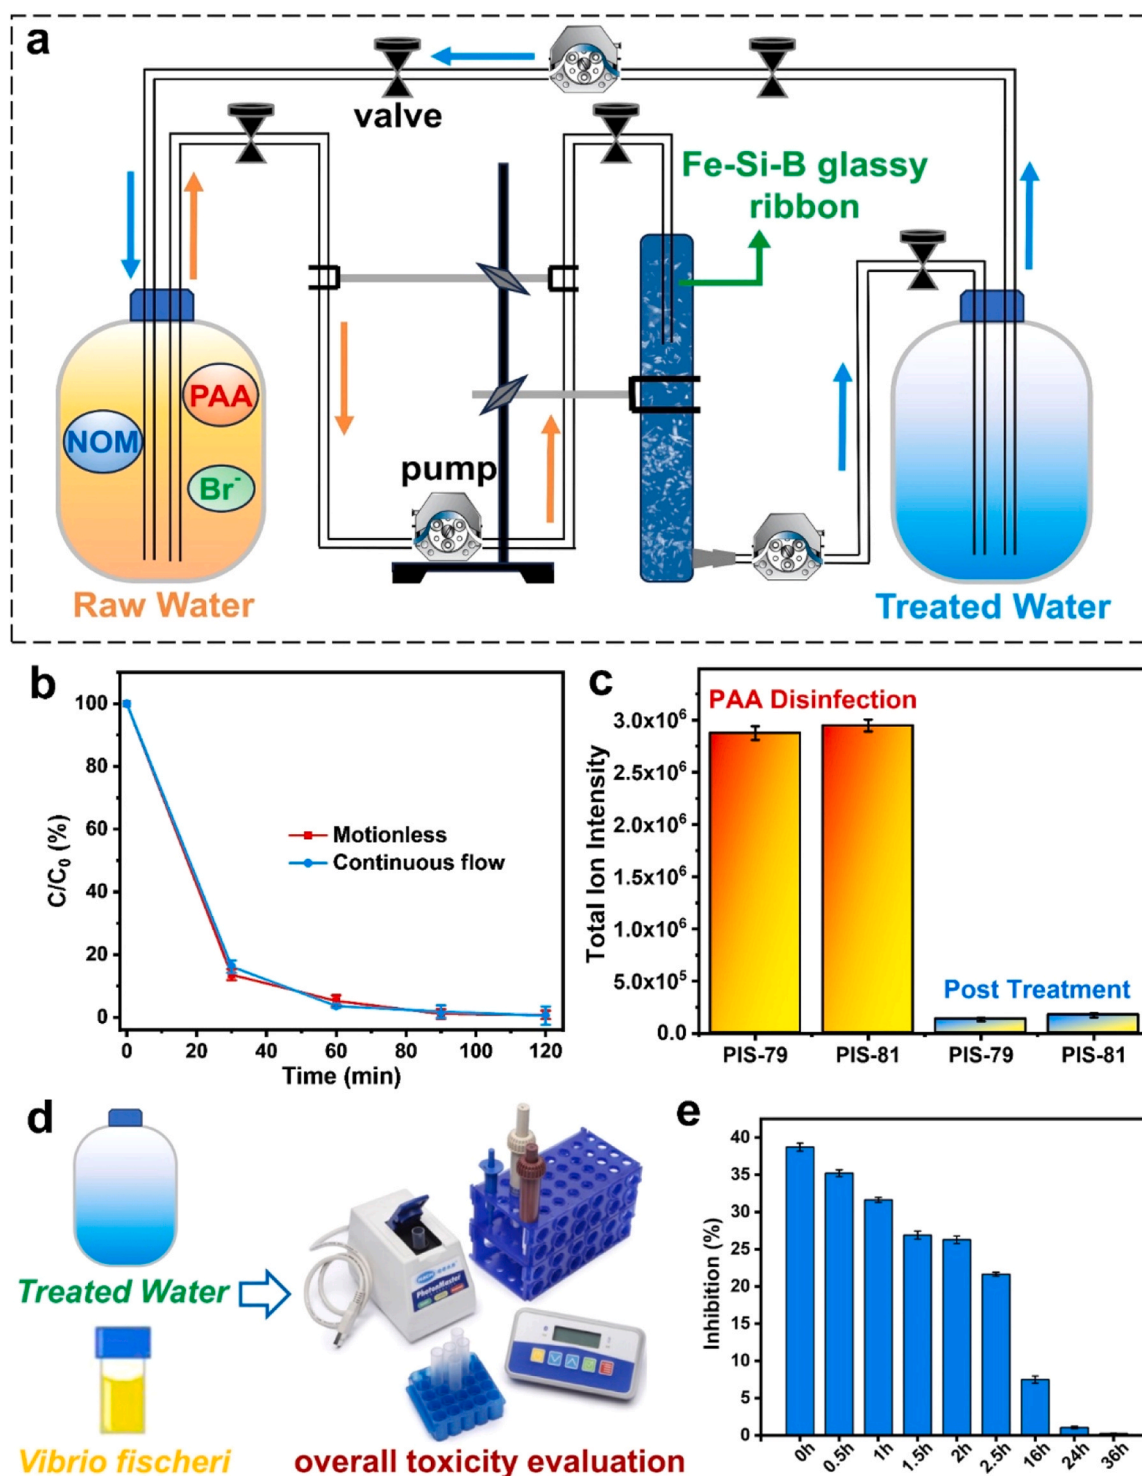 a
valve
Fe-Si-B glassy
ribbon
PAA
NOM
Br⁻
pump
Raw Water
Treated Water
b
C/C₀ (%)
100
80
60
40
20
0
Motionless
Continuous flow
0
20
40
60
80
100
120
Time (min)
c
Total Ion Intensity
3.0x10⁶
2.5x10⁶
2.0x10⁶
1.5x10⁶
1.0x10⁶
5.0x10⁵
0.0
PAA Disinfection
Post Treatment
PIS-79
PIS-81
PIS-79
PIS-81
d
Treated Water
Vibrio fischeri
PhotonMaster
overall toxicity evaluation
e
Inhibition (%)
40
35
30
25
20
15
10
5
0
0h
0.5h
1h
1.5h
2h
2.5h
16h
24h
36h